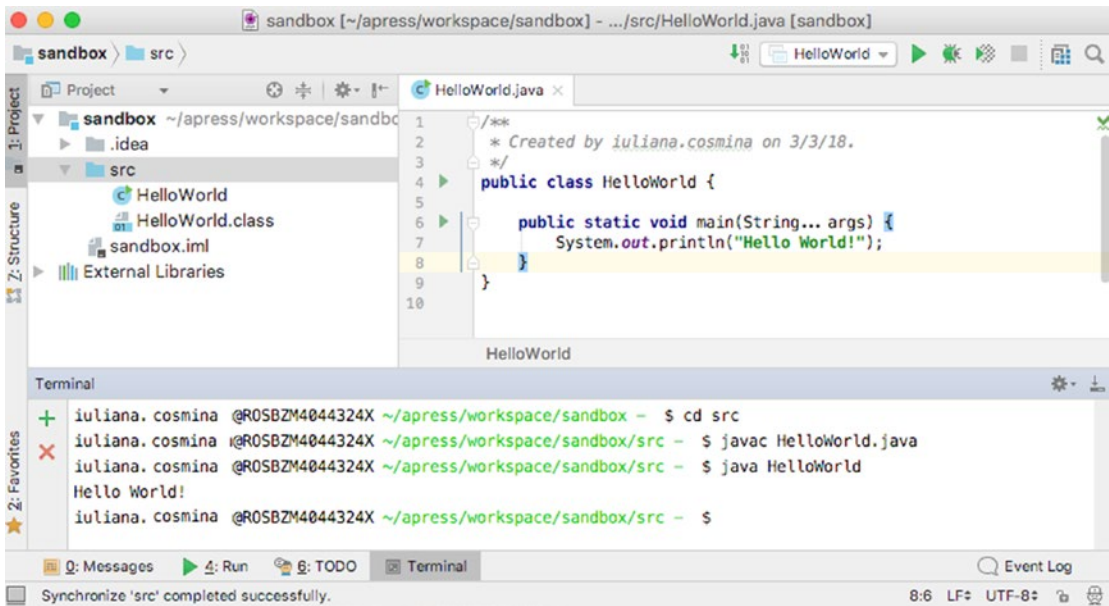 sandbox [~/apress/workspace/sandbox] - .../src/HelloWorld.java [sandbox]
sandbox src
HelloWorld
1: Project
Z: Structure
2: Favorites
Project
sandbox ~/apress/workspace/sandbo
.idea
src
HelloWorld
HelloWorld.class
sandbox.iml
External Libraries
HelloWorld.java
1 /**
2 * Created by iuliana.cosmina on 3/3/18.
3 */
4 public class HelloWorld {
5
6 public static void main(String... args) {
7 System.out.println("Hello World!");
8 }
9 }
10
HelloWorld
Terminal
iuliana.cosmina @ROSBZM4044324X ~/apress/workspace/sandbox - $ cd src
iuliana.cosmina @ROSBZM4044324X ~/apress/workspace/sandbox/src - $ javac HelloWorld.java
iuliana.cosmina @ROSBZM4044324X ~/apress/workspace/sandbox/src - $ java HelloWorld
Hello World!
iuliana.cosmina @ROSBZM4044324X ~/apress/workspace/sandbox/src - $
0: Messages 4: Run 6: TODO Terminal Event Log
Synchronize 'src' completed successfully. 8:6 LF UTF-8